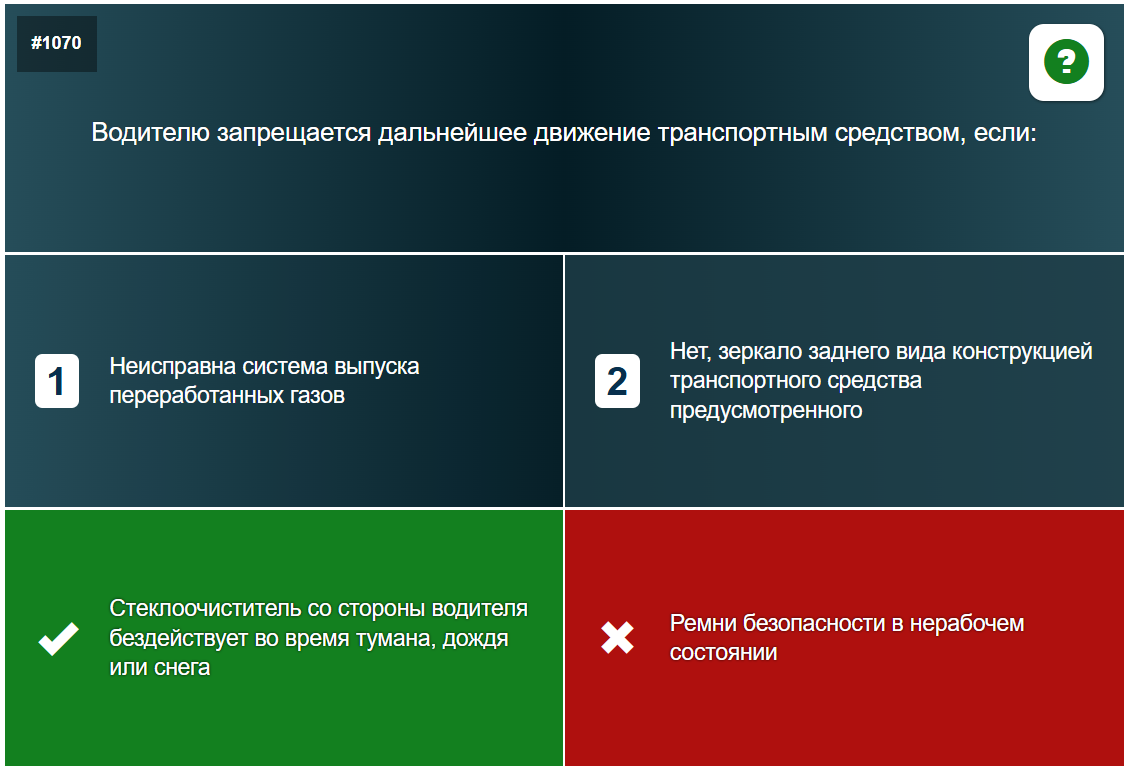 #1070
?
Водителю запрещается дальнейшее движение транспортным средством, если:
1
Неисправна система выпуска
переработанных газов
2
Нет, зеркало заднего вида конструкцией
транспортного средства
предусмотренного
Стеклоочиститель со стороны водителя
бездействует во время тумана, дождя
или снега
Ремни безопасности в нерабочем
состоянии